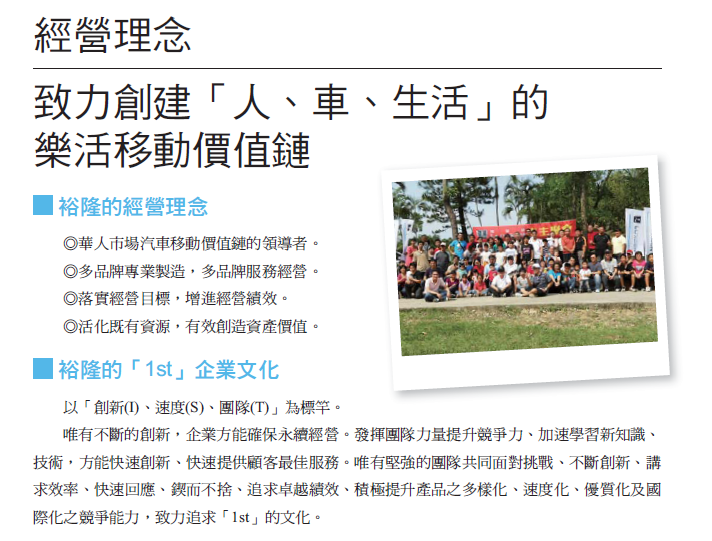 經營理念
致力創建「人、車、生活」的
樂活移動價值鏈
裕隆的經營理念
◎華人市場汽車移動價值鏈的領導者。
◎多品牌專業製造，多品牌服務經營。
◎落實經營目標，增進經營績效。
◎活化既有資源，有效創造資產價值。
裕隆的「1st」企業文化
以「創新(I)、速度(S)、團隊(T)」為標竿。
唯有不斷的創新，企業方能確保永續經營。發揮團隊力量提升競爭力、加速學習新知識、
技術，方能快速創新、快速提供顧客最佳服務。唯有堅強的團隊共同面對挑戰、不斷創新、講
求效率、快速回應、鍥而不捨、追求卓越績效、積極提升產品之多樣化、速度化、優質化及國
際化之競爭能力，致力追求「1st」的文化。